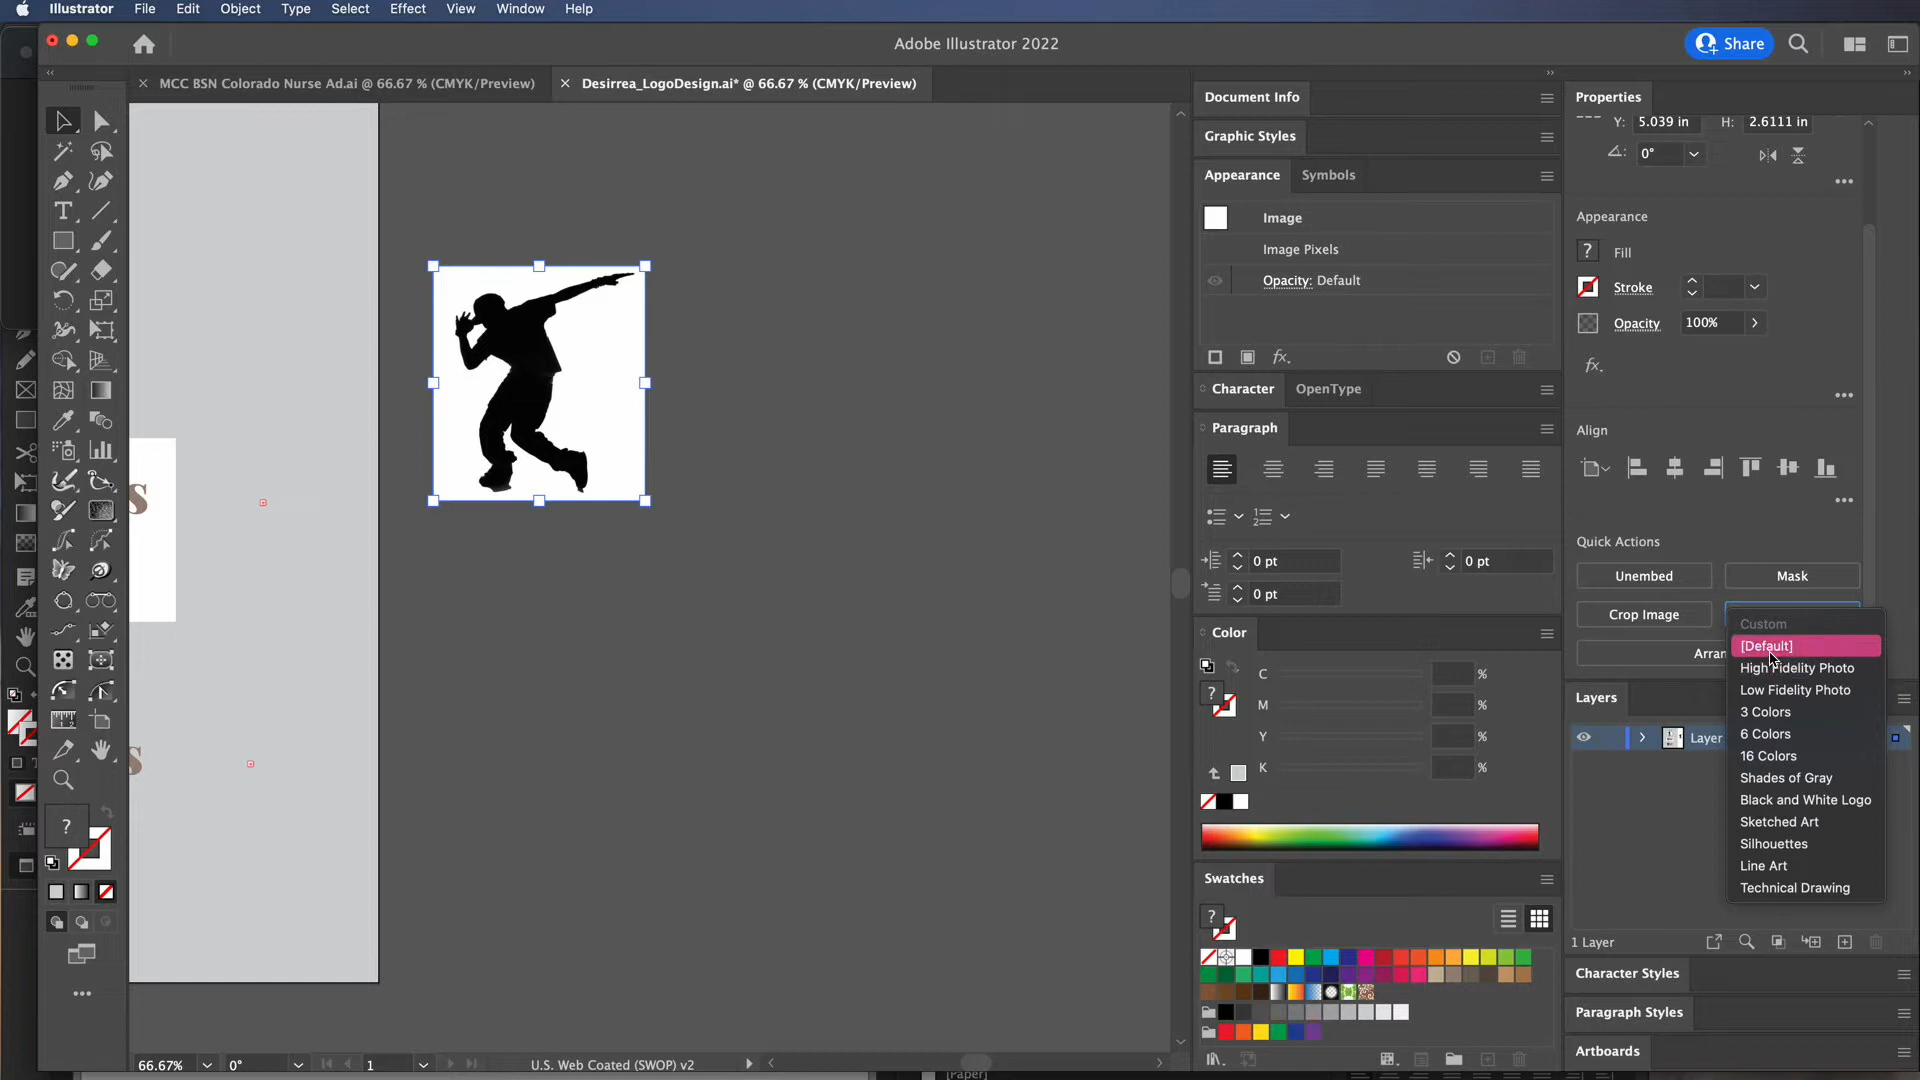 Illustrator File Edit Object Type Select Effect View Window Help
Adobe Illustrator 2022
Share
MCC BSN Colorado Nurse Ad.ai @ 66.67 % (CMYK/Preview)
Desirrea_LogoDesign.ai* @ 66.67 % (CMYK/Preview)
S
S
?
66.67%
0°
1
U.S. Web Coated (SWOP) v2
[Paper]
Document Info
Graphic Styles
Appearance Symbols
Image
Image Pixels
Opacity: Default
fx.
Character OpenType
Paragraph
0 pt
0 pt
0 pt
Color
?
C %
M %
Y %
K %
Swatches
?
Properties
Y: 5.039 in H: 2.6111 in
0°
Appearance
? Fill
Stroke
Opacity 100%
fx.
Align
Quick Actions
Unembed Mask
Crop Image
Arran
Custom
[Default]
High Fidelity Photo
Low Fidelity Photo
3 Colors
6 Colors
16 Colors
Shades of Gray
Black and White Logo
Sketched Art
Silhouettes
Line Art
Technical Drawing
Layers
Layer
1 Layer
Character Styles
Paragraph Styles
Artboards